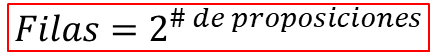 Filas = 2^# de proposiciones